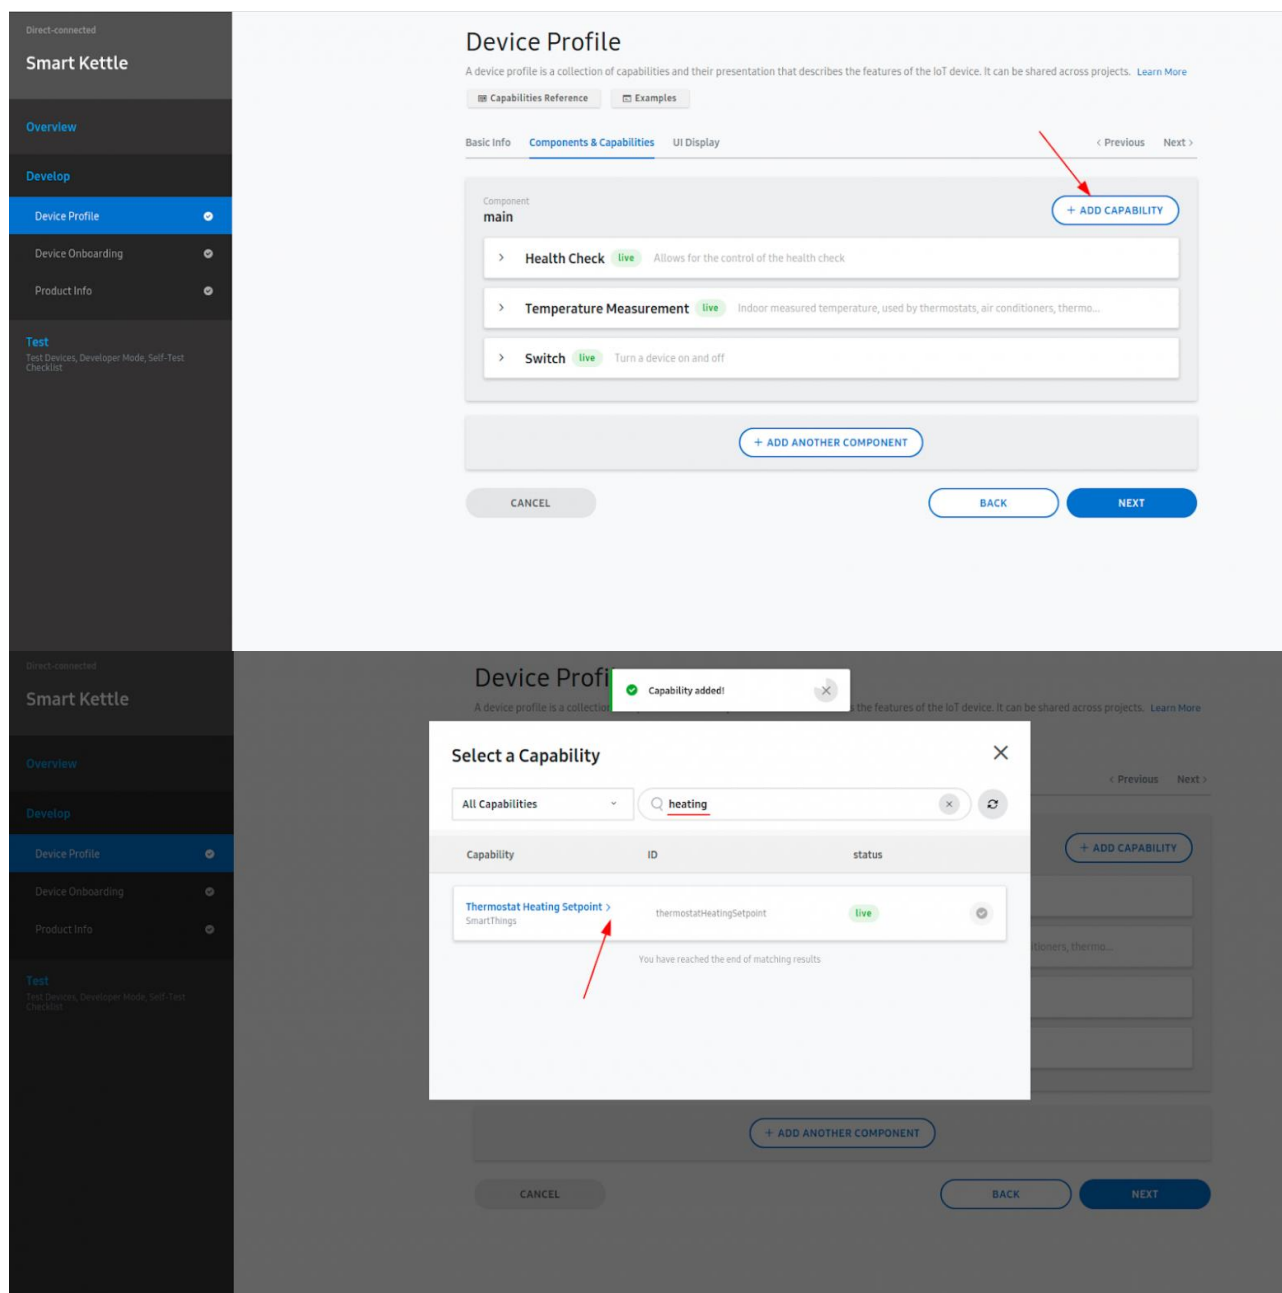 Direct-connected
Smart Kettle
Overview
Develop
Device Profile
Device Onboarding
Product Info
Test
Test Devices, Developer Mode, Self-Test
Checklist
Device Profile
A device profile is a collection of capabilities and their presentation that describes the features of the IoT device. It can be shared across projects. Learn More
Capabilities Reference
Examples
Basic Info Components & Capabilities UI Display < Previous Next >
Component
main
+ ADD CAPABILITY
> Health Check live Allows for the control of the health check
> Temperature Measurement live Indoor measured temperature, used by thermostats, air conditioners, thermo...
> Switch live Turn a device on and off
+ ADD ANOTHER COMPONENT
CANCEL BACK NEXT
Direct-connected
Smart Kettle
Overview
Develop
Device Profile
Device Onboarding
Product Info
Test
Test Devices, Developer Mode, Self-Test
Checklist
Device Profi
Capability added!
A device profile is a collection s the features of the IoT device. It can be shared across projects. Learn More
< Previous Next >
Select a Capability
All Capabilities
heating
Capability ID status
Thermostat Heating Setpoint >
SmartThings
thermostatHeatingSetpoint
live
You have reached the end of matching results
+ ADD CAPABILITY
itioners, thermo...
+ ADD ANOTHER COMPONENT
CANCEL BACK NEXT